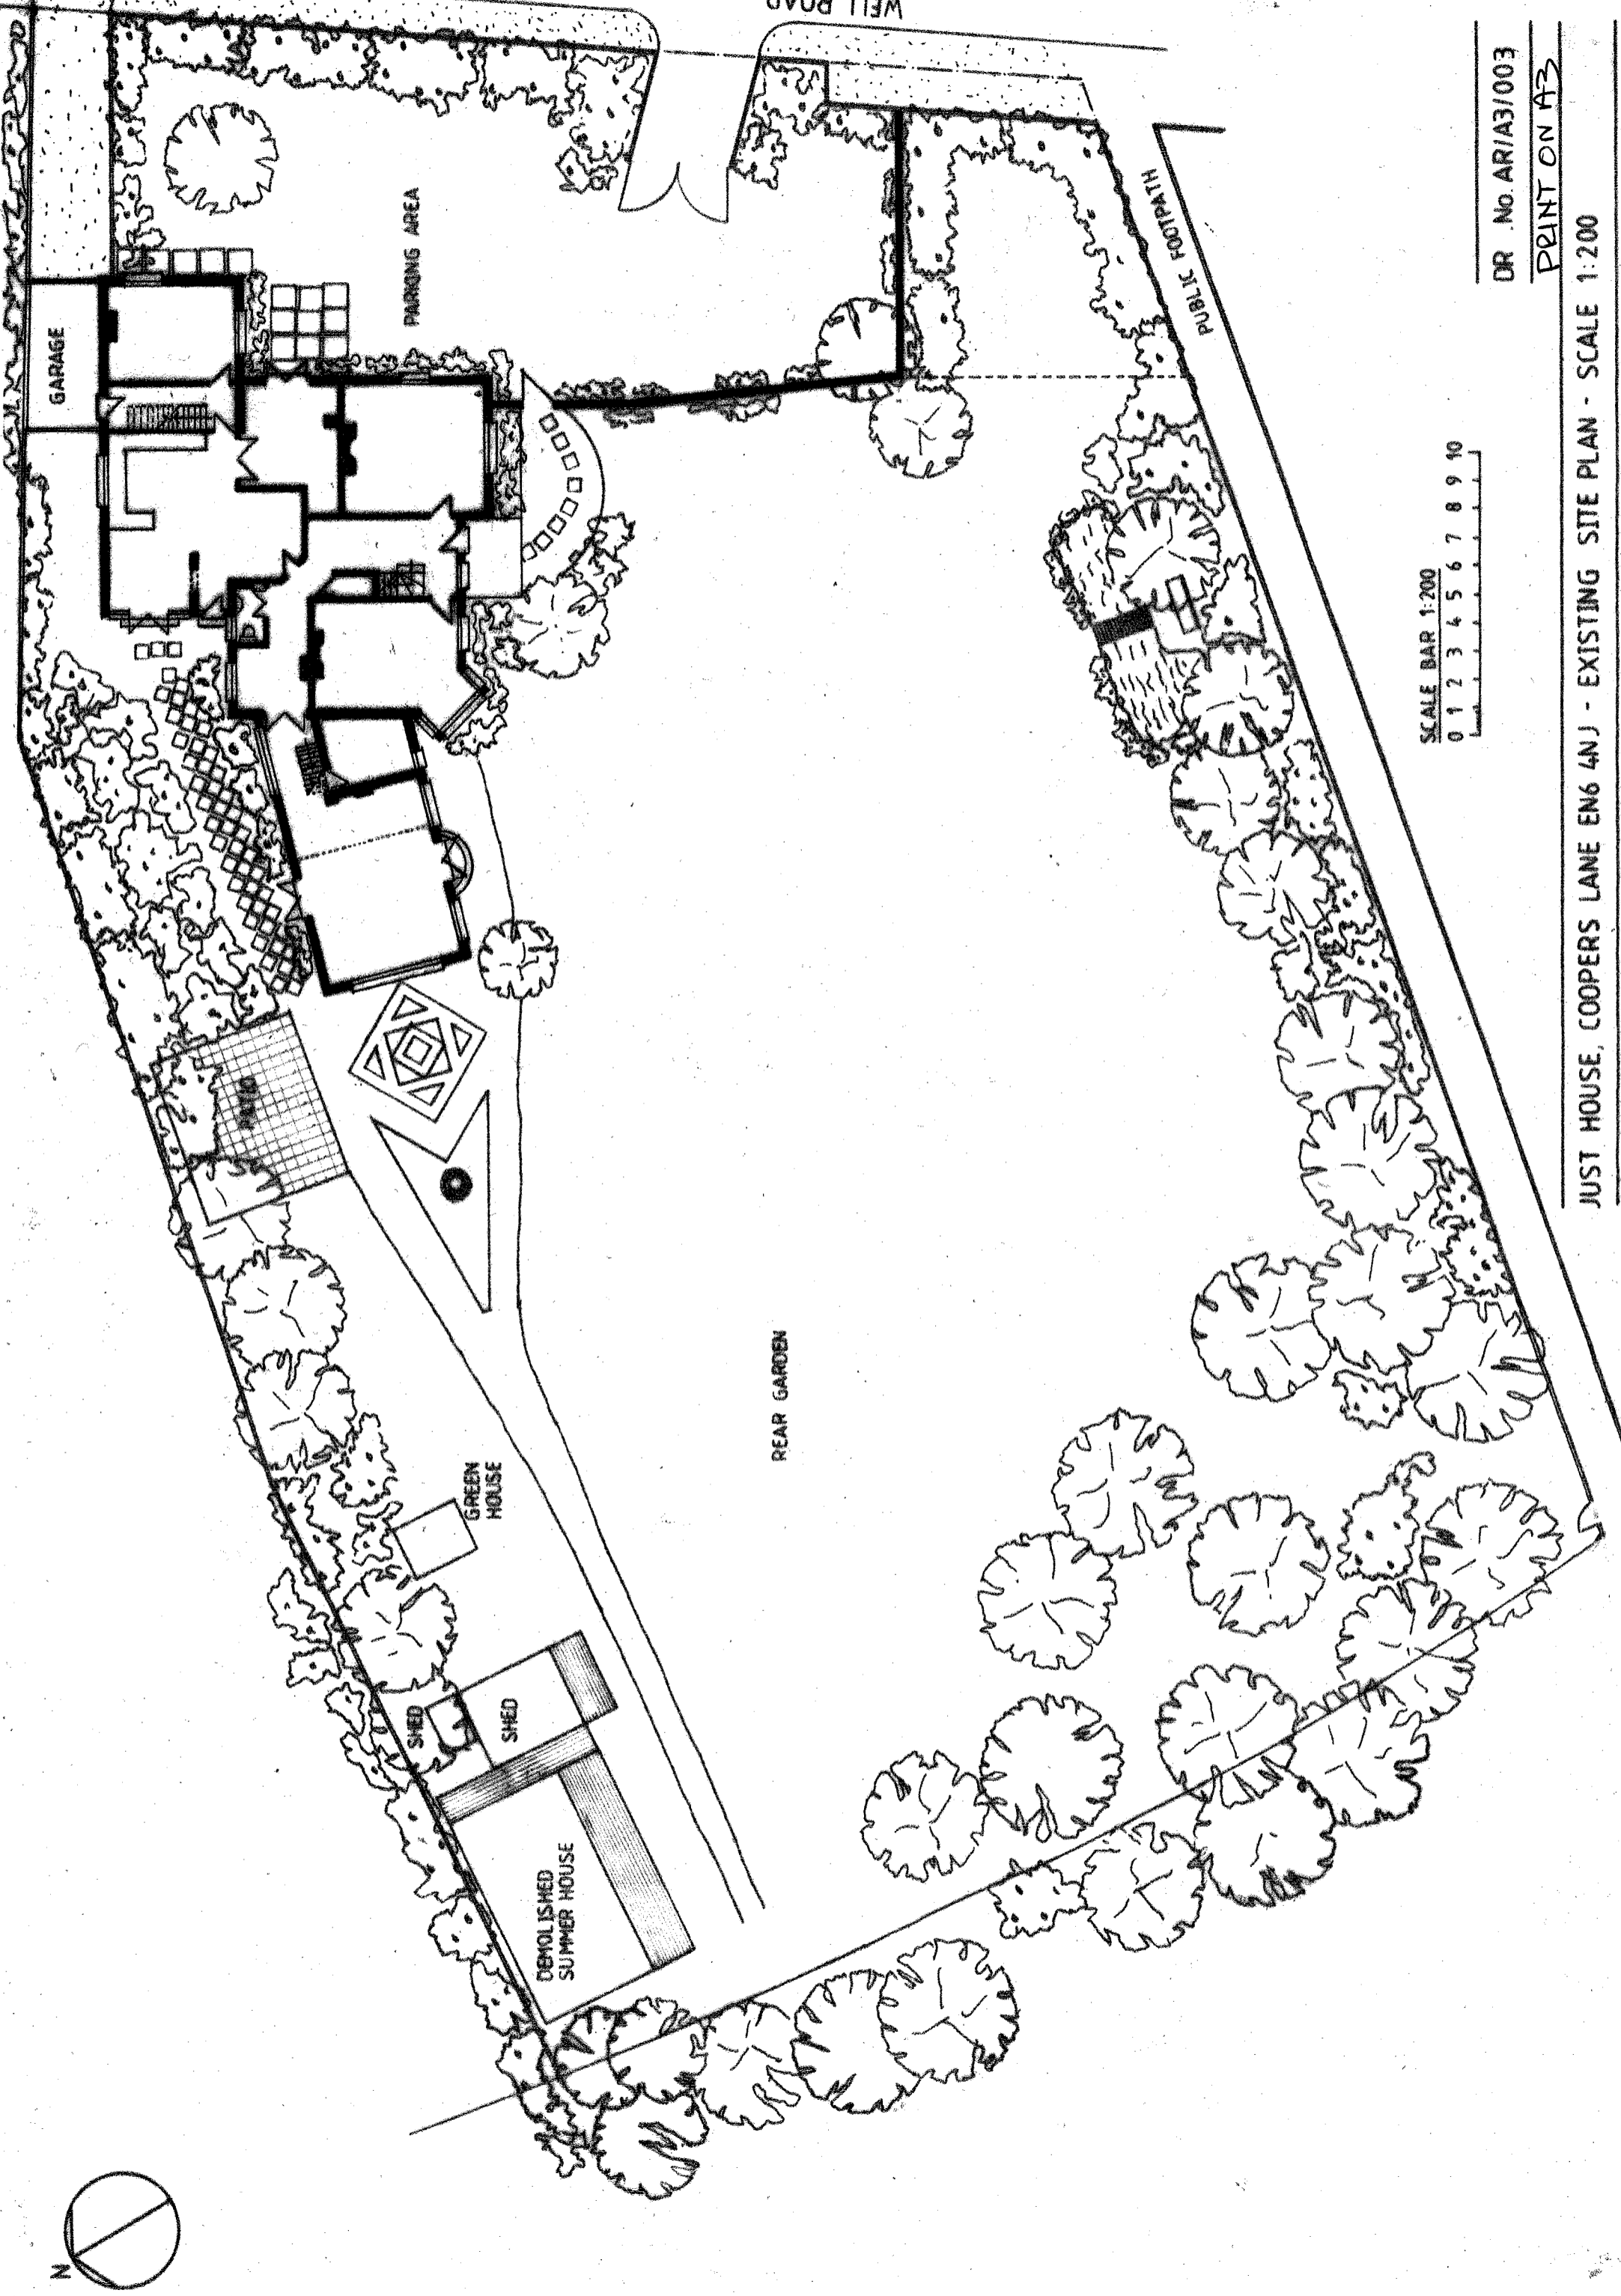 WELL ROAD
GARAGE
PARKING AREA
PUBLIC FOOTPATH
PATIO
REAR GARDEN
GREEN
HOUSE
SHED
SHED
DEMOLISHED
SUMMER HOUSE
N
SCALE BAR 1:200
0 1 2 3 4 5 6 7 8 9 10
DR .No. AR/A3/003
PRINT ON A3
JUST HOUSE, COOPERS LANE EN6 4NJ - EXISTING SITE PLAN - SCALE 1:200